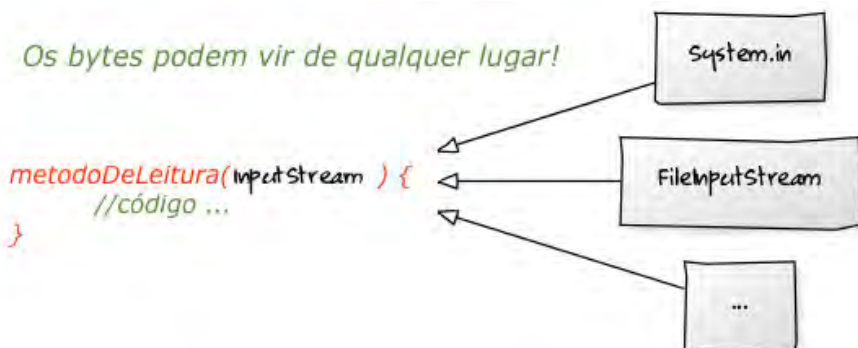 Os bytes podem vir de qualquer lugar!
System.in
metodoDeLeitura( InputStream ) {
//código ...
}
FileInputStream
...